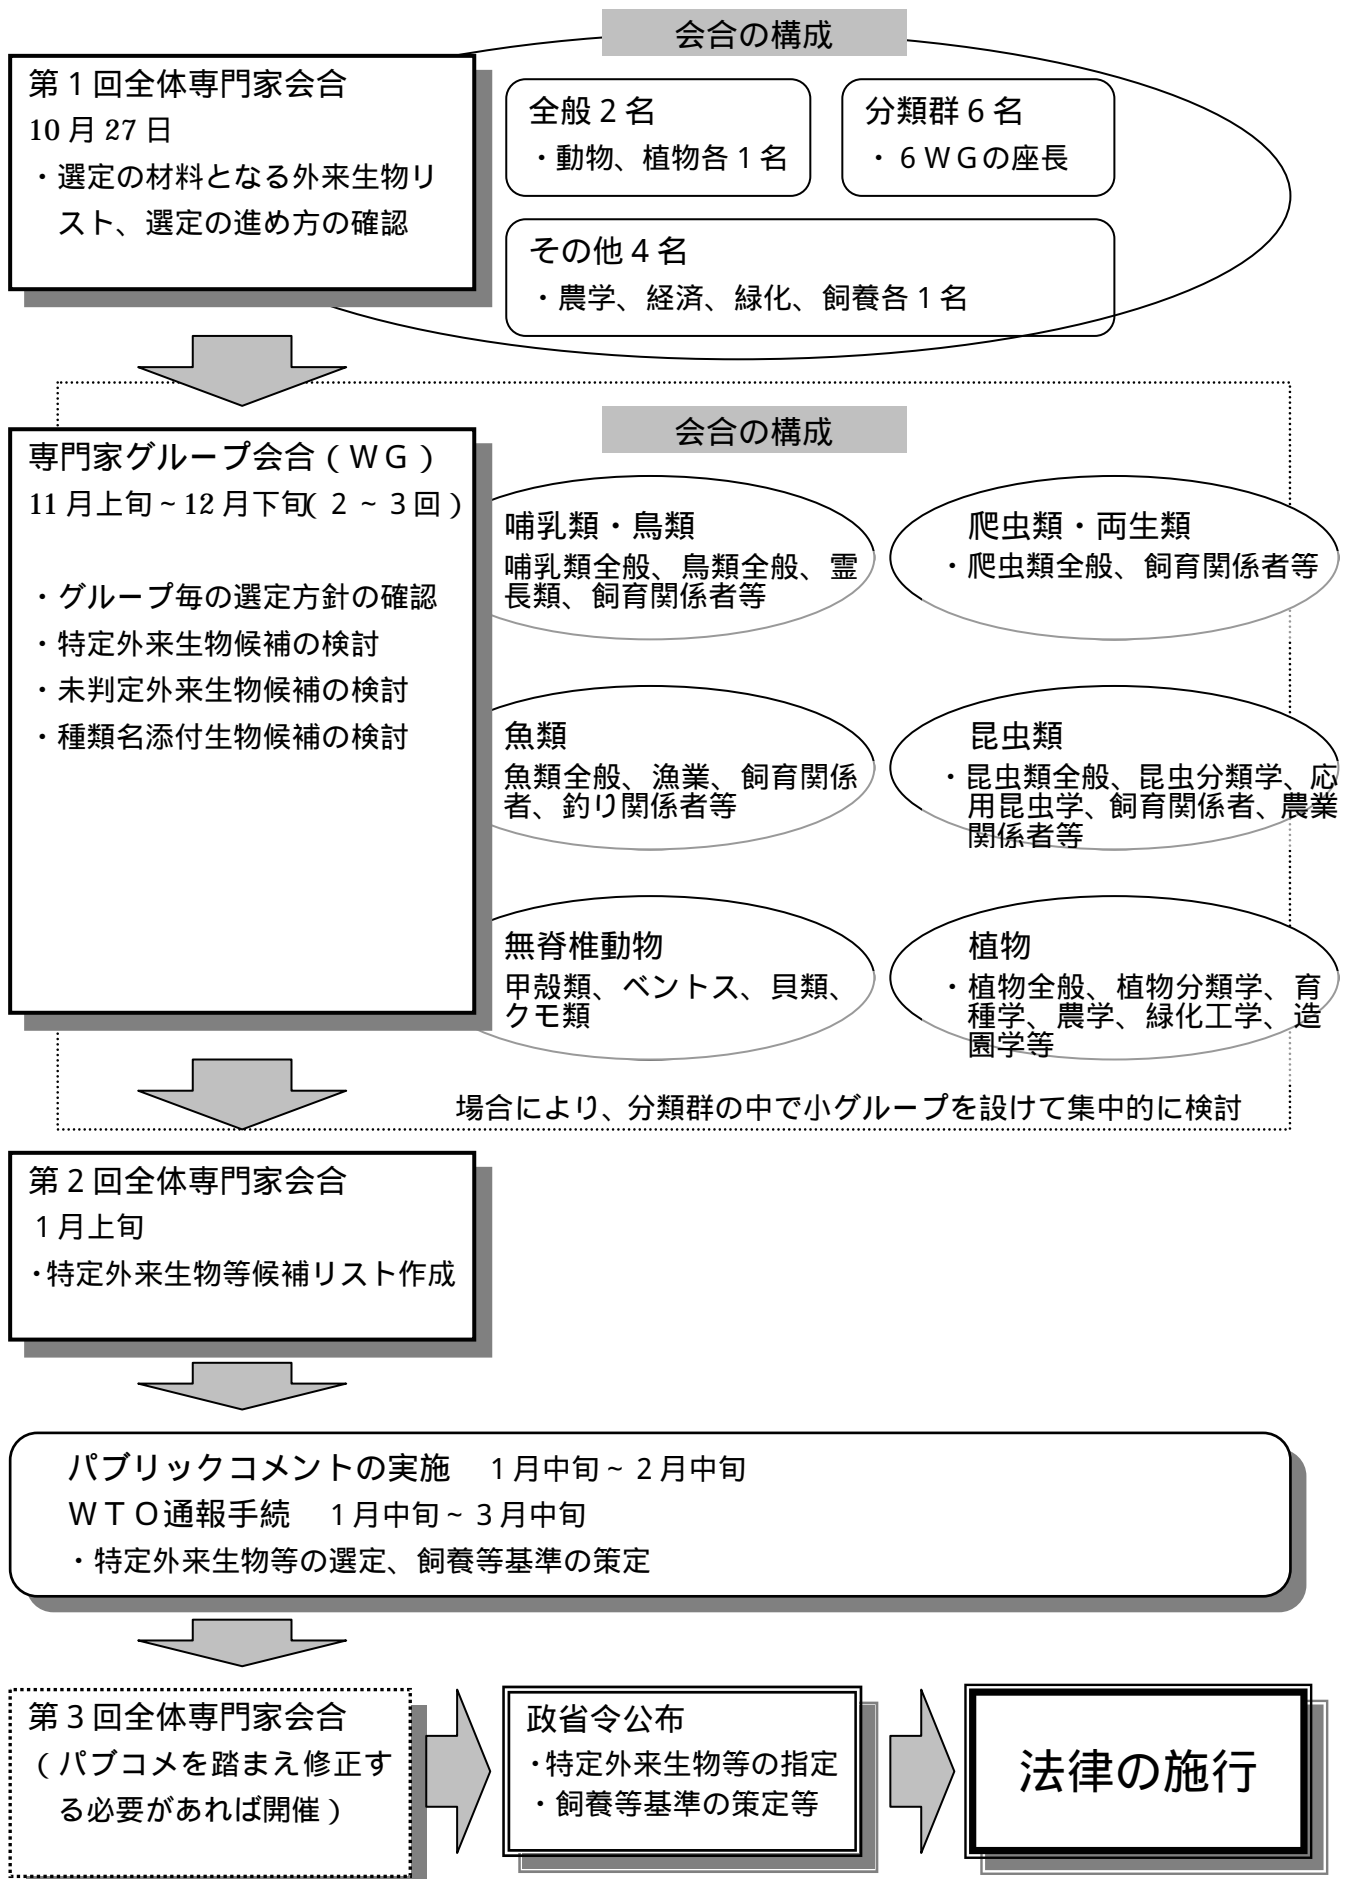 会合の構成
第1回全体専門家会合
10月27日
・選定の材料となる外来生物リ
スト、選定の進め方の確認
全般2名
・動物、植物各1名
分類群6名
・6WGの座長
その他4名
・農学、経済、緑化、飼養各1名
会合の構成
専門家グループ会合(WG)
11月上旬~12月下旬(2~3回)
・グループ毎の選定方針の確認
・特定外来生物候補の検討
・未判定外来生物候補の検討
・種類名添付生物候補の検討
哺乳類・鳥類
哺乳類全般、鳥類全般、霊
長類、飼育関係者等
爬虫類・両生類
・爬虫類全般、飼育関係者等
魚類
魚類全般、漁業、飼育関係
者、釣り関係者等
昆虫類
・昆虫類全般、昆虫分類学、応
用昆虫学、飼育関係者、農業
関係者等
無脊椎動物
甲殻類、ベントス、貝類、
クモ類
植物
・植物全般、植物分類学、育
種学、農学、緑化工学、造
園学等
場合により、分類群の中で小グループを設けて集中的に検討
第2回全体専門家会合
1月上旬
・特定外来生物等候補リスト作成
パブリックコメントの実施 1月中旬~2月中旬
WTO通報手続 1月中旬~3月中旬
・特定外来生物等の選定、飼養等基準の策定
第3回全体専門家会合
(パブコメを踏まえ修正す
る必要があれば開催)
政省令公布
・特定外来生物等の指定
・飼養等基準の策定等
法律の施行